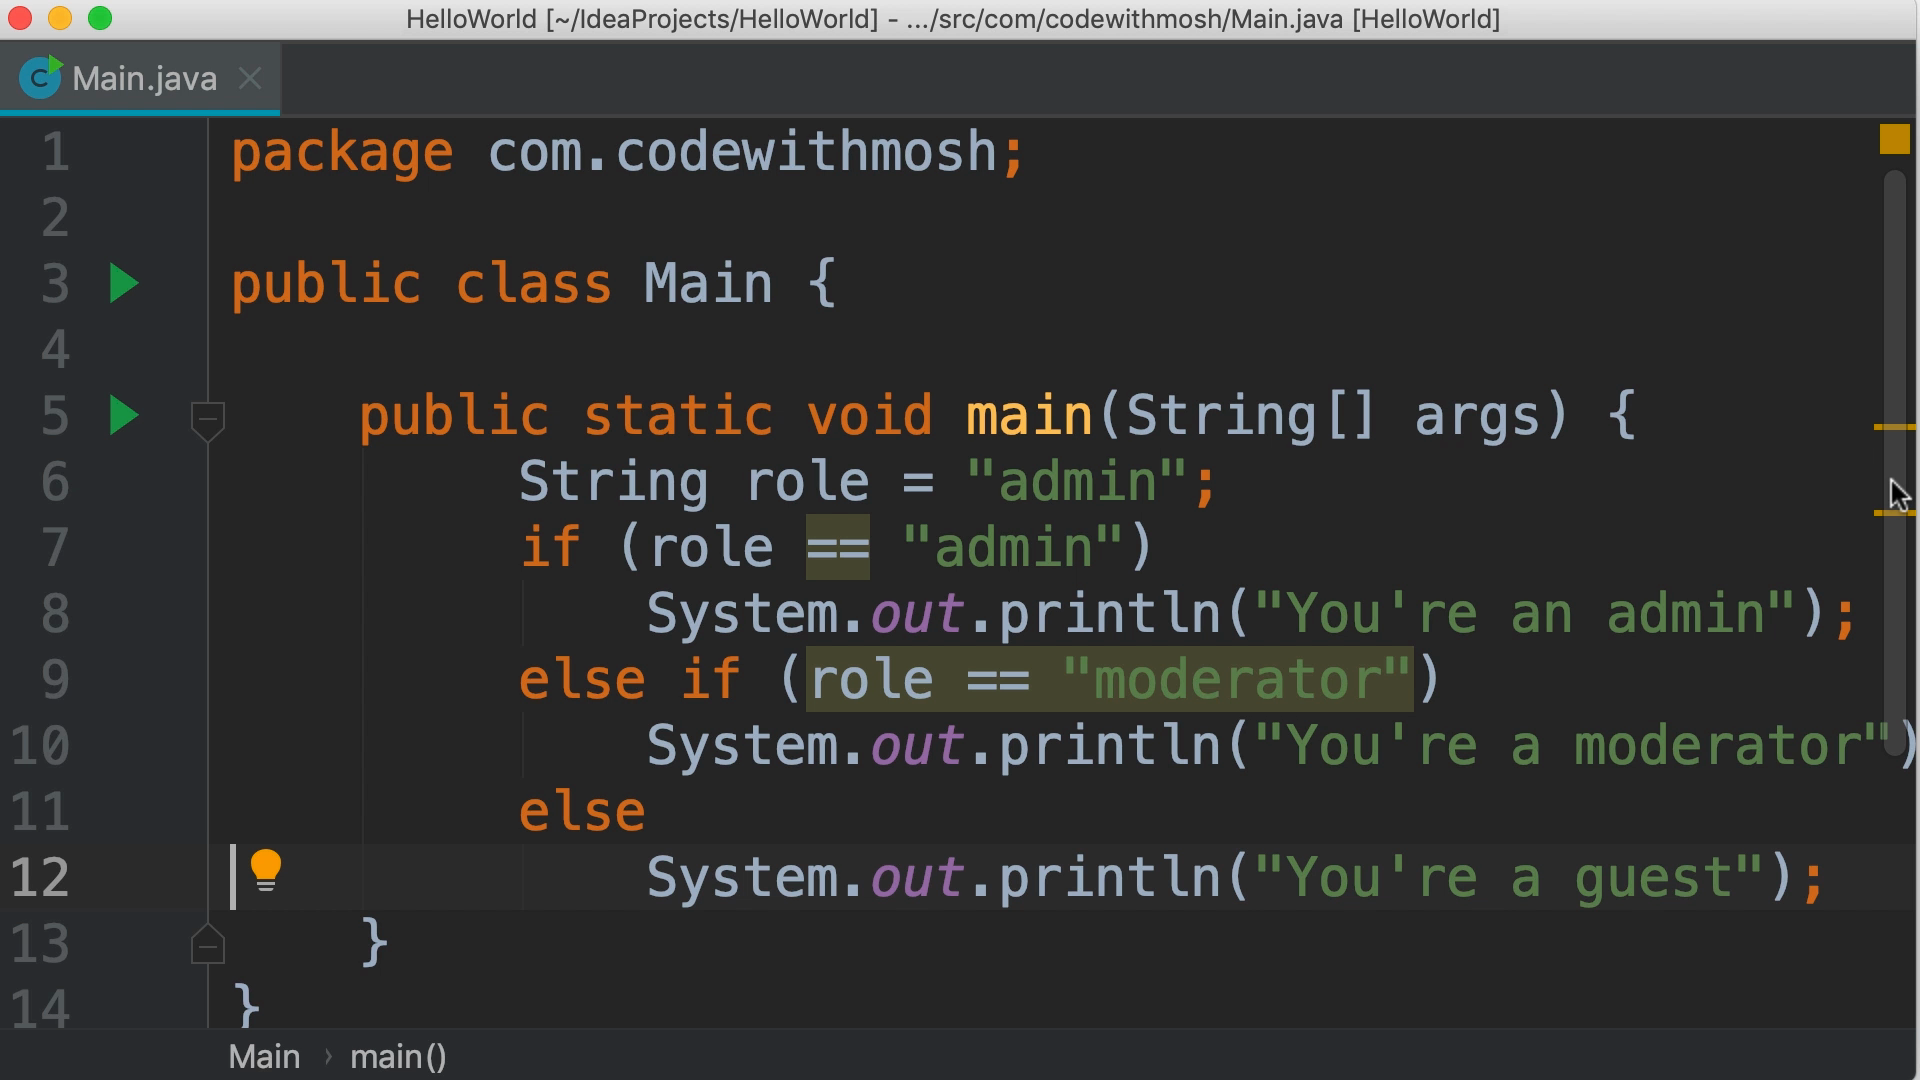 HelloWorld [~/IdeaProjects/HelloWorld] - .../src/com/codewithmosh/Main.java [HelloWorld]
C Main.java
1 package com.codewithmosh;
2
3 public class Main {
4
5 public static void main(String[] args) {
6 String role = "admin";
7 if (role == "admin")
8 System.out.println("You're an admin");
9 else if (role == "moderator")
10 System.out.println("You're a moderator")
11 else
12 System.out.println("You're a guest");
13 }
14 }
Main › main()